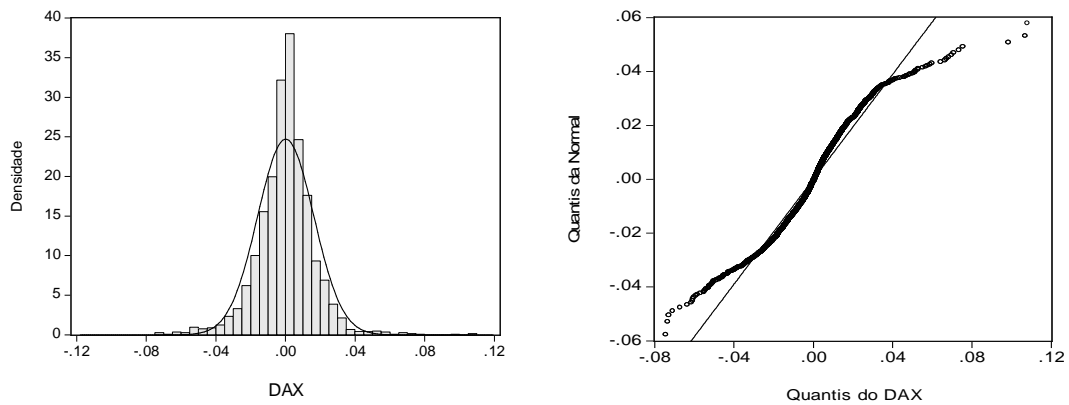 40
35
30
25
20
15
10
5
0
Densidade
-.12 -.08 -.04 .00 .04 .08 .12
DAX
.06
.04
.02
.00
-.02
-.04
-.06
Quantis da Normal
-.08 -.04 .00 .04 .08 .12
Quantis do DAX